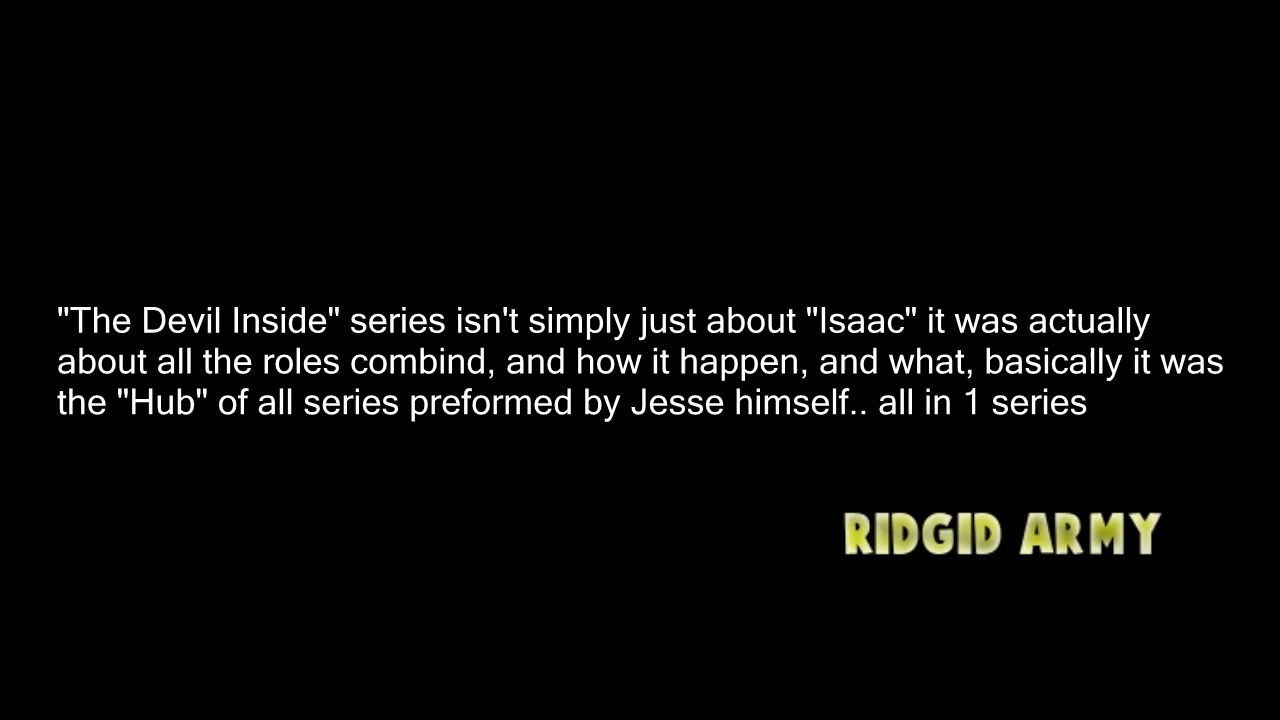 "The Devil Inside" series isn't simply just about "Isaac" it was actually
about all the roles combind, and how it happen, and what, basically it was
the "Hub" of all series preformed by Jesse himself.. all in 1 series
RIDGID ARMY